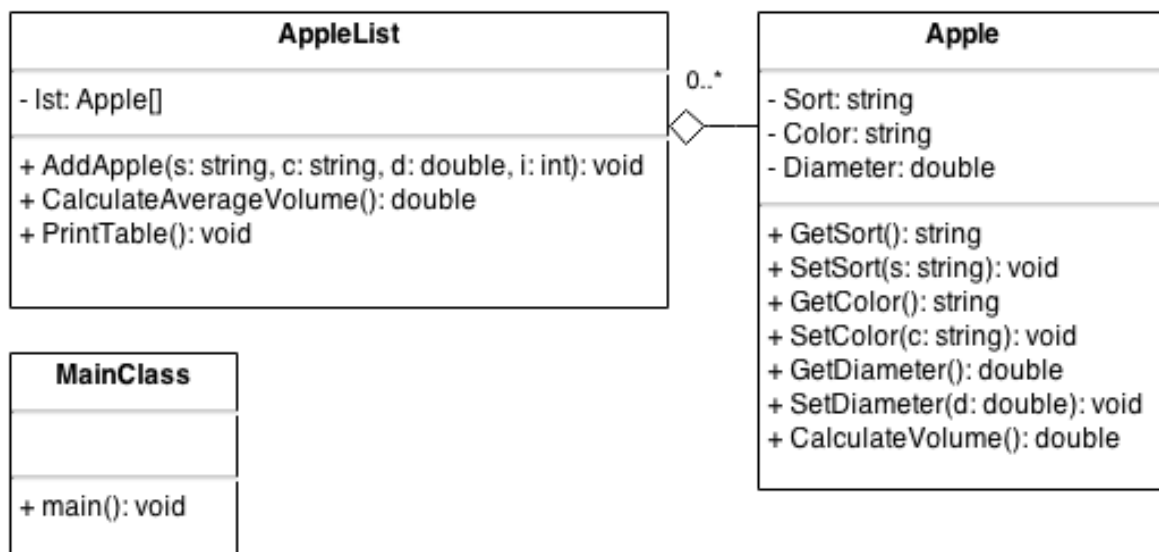 AppleList
- lst: Apple[]
+ AddApple(s: string, c: string, d: double, i: int): void
+ CalculateAverageVolume(): double
+ PrintTable(): void
0..*
Apple
- Sort: string
- Color: string
- Diameter: double
+ GetSort(): string
+ SetSort(s: string): void
+ GetColor(): string
+ SetColor(c: string): void
+ GetDiameter(): double
+ SetDiameter(d: double): void
+ CalculateVolume(): double
MainClass
+ main(): void